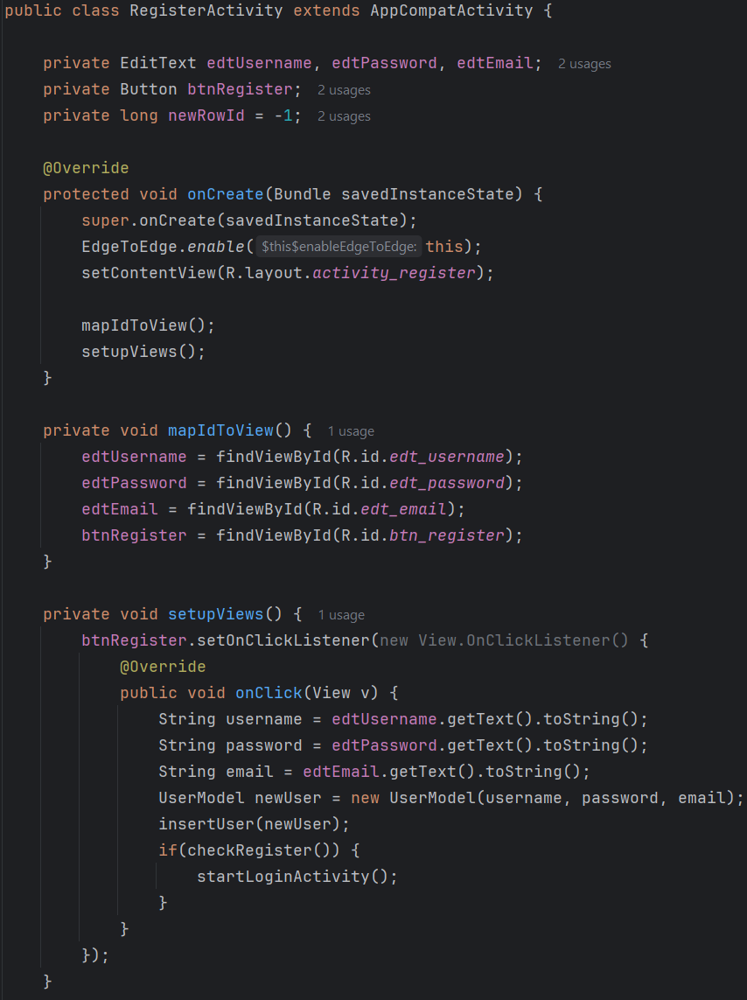 public class RegisterActivity extends AppCompatActivity {
private EditText edtUsername, edtPassword, edtEmail; 2 usages
private Button btnRegister; 2 usages
private long newRowId = -1; 2 usages
@Override
protected void onCreate(Bundle savedInstanceState) {
super.onCreate(savedInstanceState);
EdgeToEdge.enable( $this$enableEdgeToEdge: this);
setContentView(R.layout.activity_register);
mapIdToView();
setupViews();
}
private void mapIdToView() { 1 usage
edtUsername = findViewById(R.id.edt_username);
edtPassword = findViewById(R.id.edt_password);
edtEmail = findViewById(R.id.edt_email);
btnRegister = findViewById(R.id.btn_register);
}
private void setupViews() { 1 usage
btnRegister.setOnClickListener(new View.OnClickListener() {
@Override
public void onClick(View v) {
String username = edtUsername.getText().toString();
String password = edtPassword.getText().toString();
String email = edtEmail.getText().toString();
UserModel newUser = new UserModel(username, password, email);
insertUser(newUser);
if(checkRegister()) {
startLoginActivity();
}
}
});
}